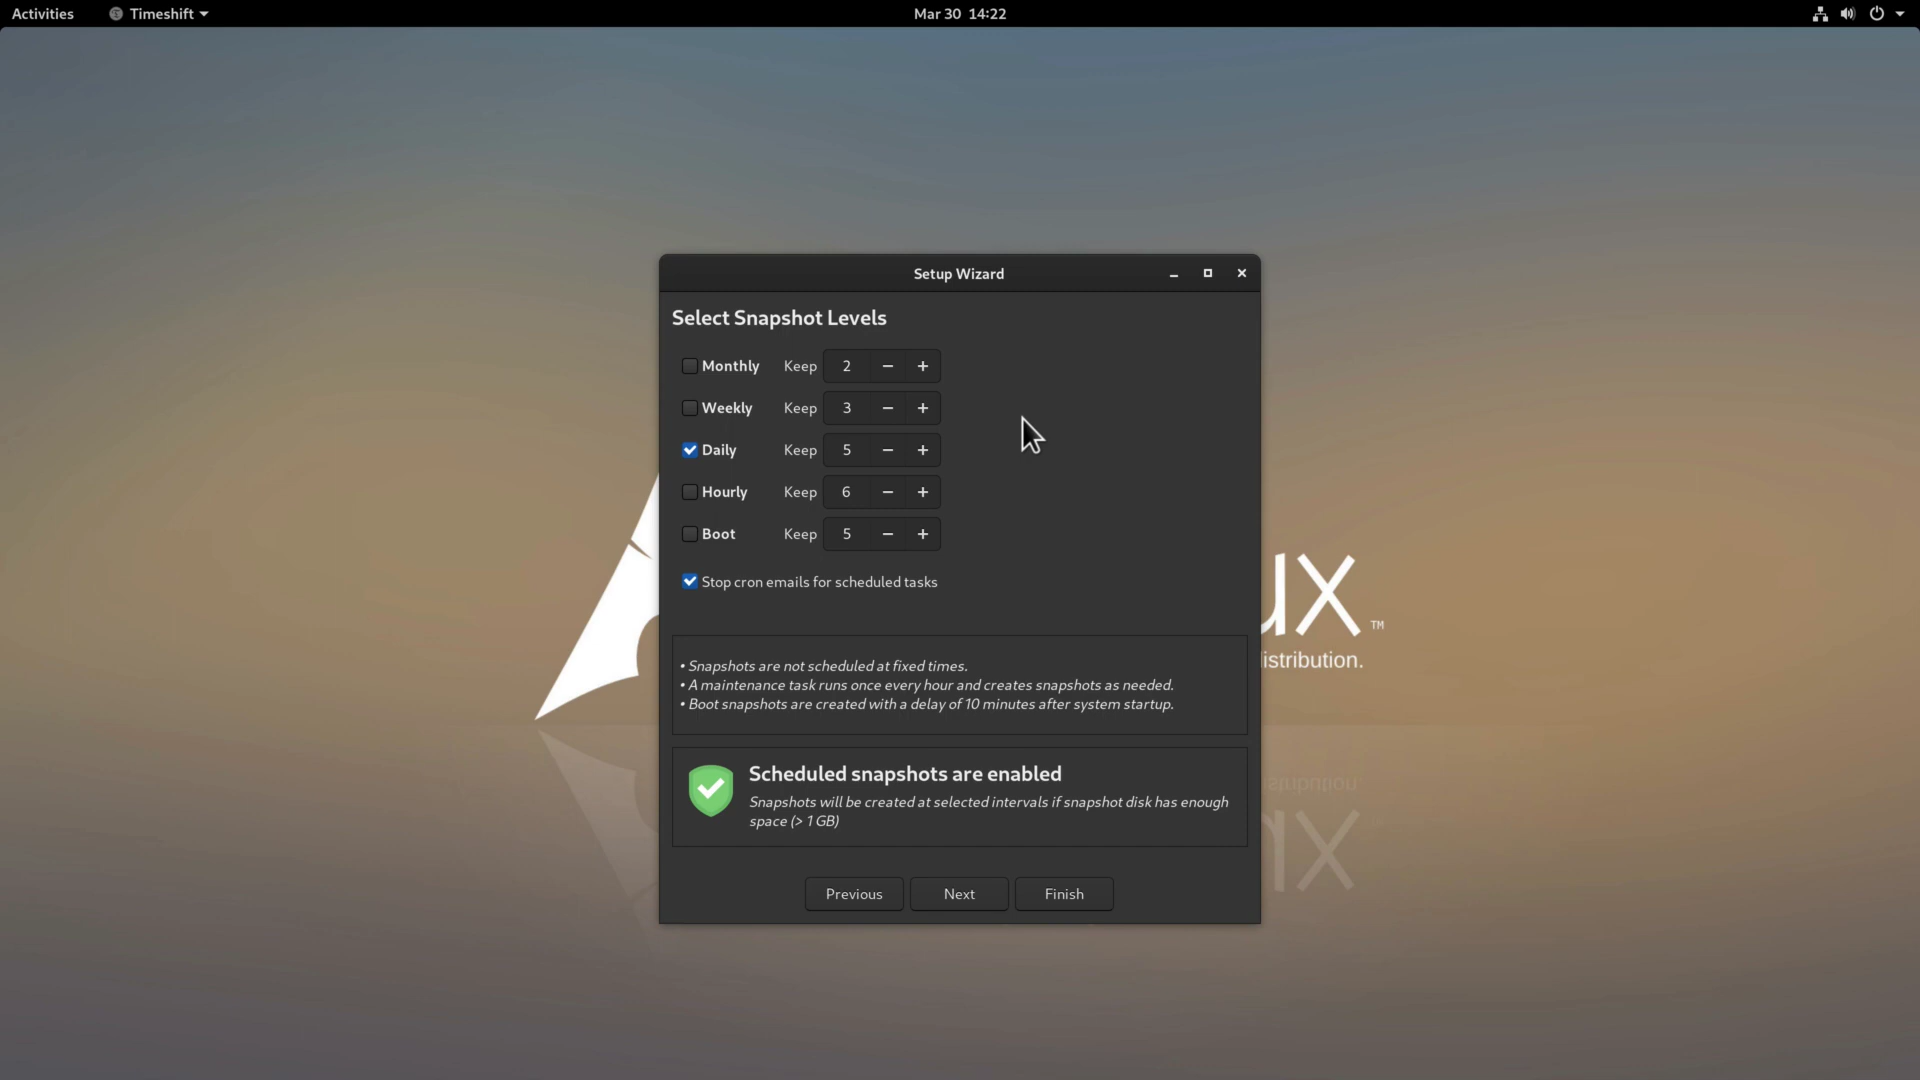 Activities
Timeshift
Mar 30 14:22
Setup Wizard
Select Snapshot Levels
Monthly Keep 2 − +
Weekly Keep 3 − +
Daily Keep 5 − +
Hourly Keep 6 − +
Boot Keep 5 − +
Stop cron emails for scheduled tasks
• Snapshots are not scheduled at fixed times.
• A maintenance task runs once every hour and creates snapshots as needed.
• Boot snapshots are created with a delay of 10 minutes after system startup.
Scheduled snapshots are enabled
Snapshots will be created at selected intervals if snapshot disk has enough
space (> 1 GB)
Previous Next Finish
ux ™
istribution.